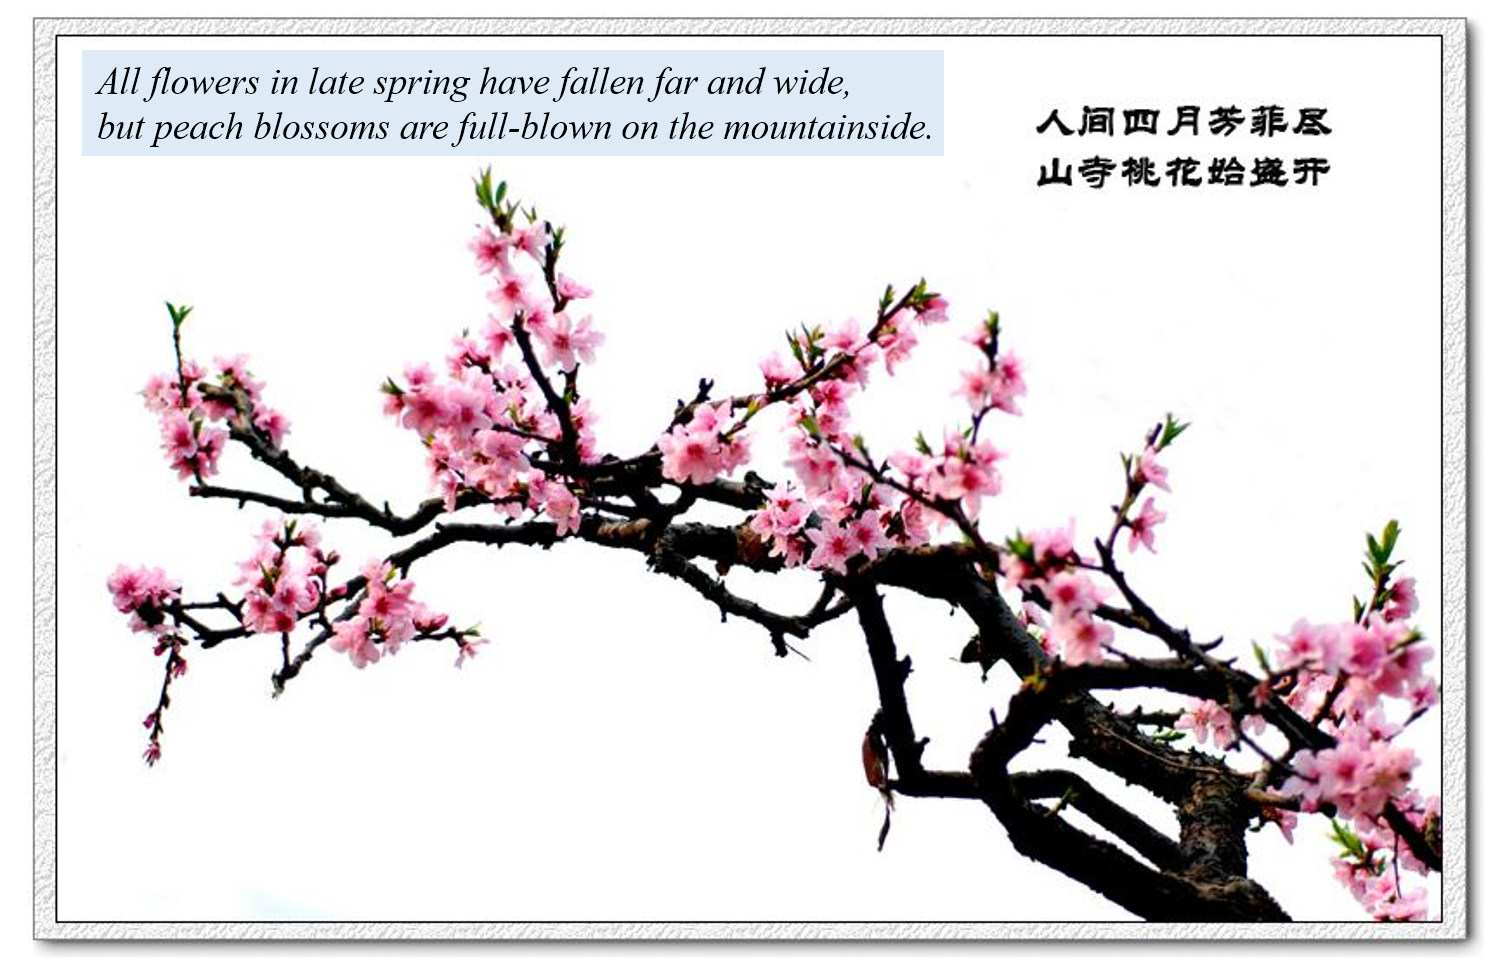 All flowers in late spring have fallen far and wide,
but peach blossoms are full-blown on the mountainside.
人间四月芳菲尽
山寺桃花始盛开